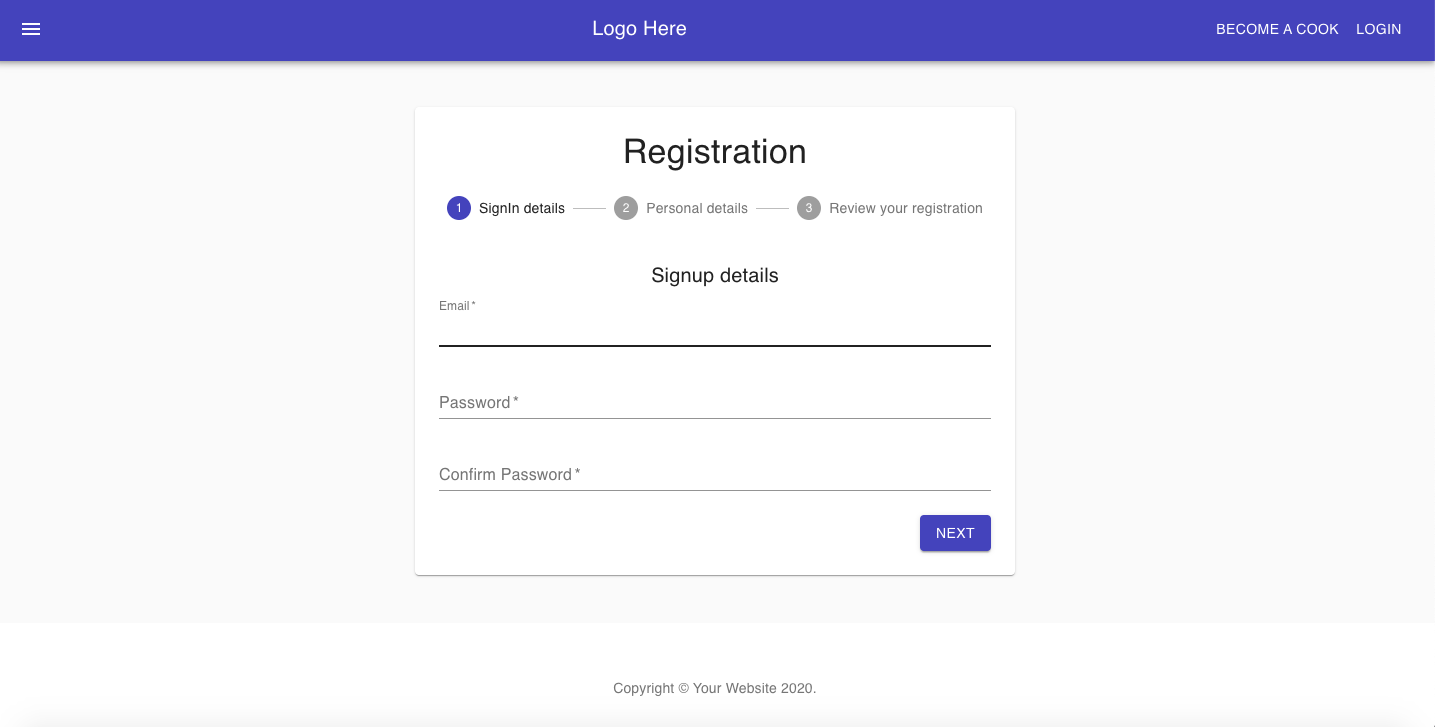 Logo Here BECOME A COOK LOGIN
Registration
1 SignIn details 2 Personal details 3 Review your registration
Signup details
Email *
Password *
Confirm Password *
NEXT
Copyright © Your Website 2020.